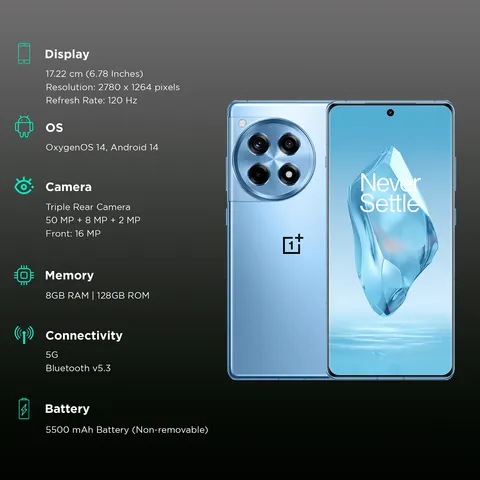 Display
17.22 cm (6.78 Inches)
Resolution: 2780 x 1264 pixels
Refresh Rate: 120 Hz
OS
OxygenOS 14, Android 14
Camera
Triple Rear Camera
50 MP + 8 MP + 2 MP
Front: 16 MP
Memory
8GB RAM | 128GB ROM
Connectivity
5G
Bluetooth v5.3
Battery
5500 mAh Battery (Non-removable)
Never
Settle
1+